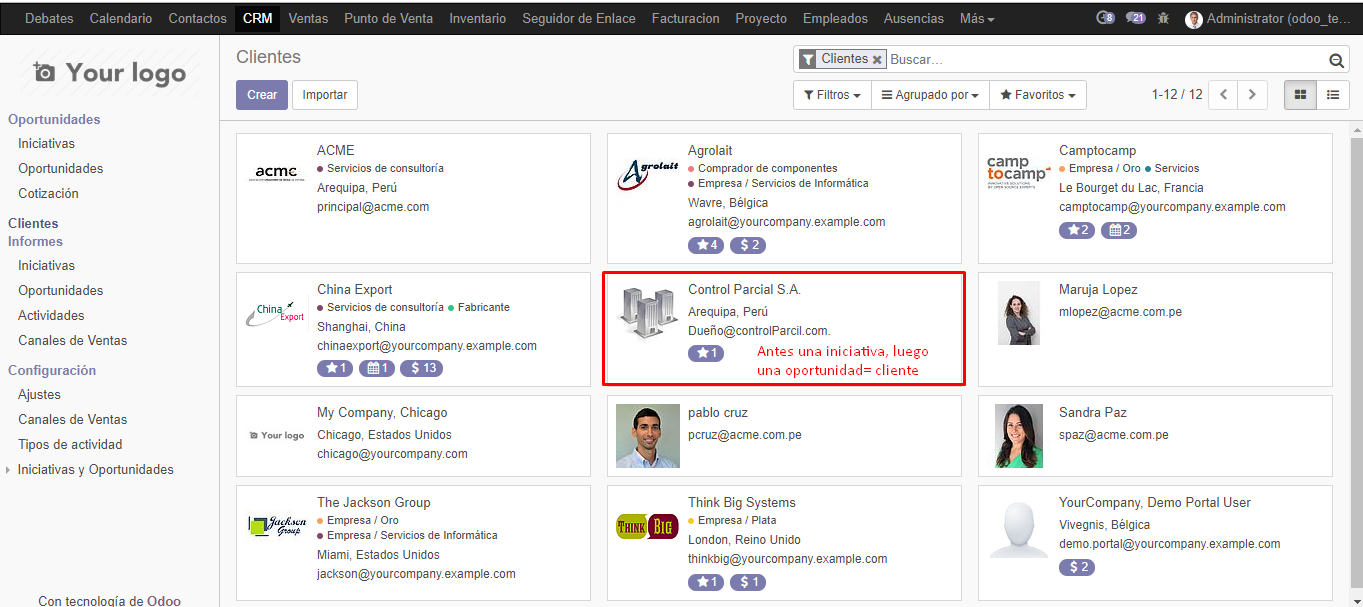 Debates Calendario Contactos CRM Ventas Punto de Venta Inventario Seguidor de Enlace Facturacion Proyecto Empleados Ausencias Más 8 21 Administrator (odoo_te...
Your logo
Oportunidades
Iniciativas
Oportunidades
Cotización
Clientes
Informes
Iniciativas
Oportunidades
Actividades
Canales de Ventas
Configuración
Ajustes
Canales de Ventas
Tipos de actividad
Iniciativas y Oportunidades
Con tecnología de Odoo
Clientes
Clientes Buscar...
Crear Importar
Filtros Agrupado por Favoritos 1-12 / 12
acmc
ACME
Servicios de consultoría
Arequipa, Perú
principal@acme.com
Agrolait
Agrolait
Comprador de componentes
Empresa / Servicios de Informática
Wavre, Bélgica
agrolait@yourcompany.example.com
4 $ 2
camp
tocamp
INNOVATIVE SOLUTIONS
BY OPEN SOURCE EXPERTS
Camptocamp
Empresa / Oro Servicios
Le Bourget du Lac, Francia
camptocamp@yourcompany.example.com
2 2
China
Export
China Export
Servicios de consultoría Fabricante
Shanghai, China
chinaexport@yourcompany.example.com
1 1 $ 13
Control Parcial S.A.
Arequipa, Perú
Dueño@controlParcil.com.
1
Antes una iniciativa, luego
una oportunidad= cliente
Maruja Lopez
mlopez@acme.com.pe
Your logo
My Company, Chicago
Chicago, Estados Unidos
chicago@yourcompany.com
pablo cruz
pcruz@acme.com.pe
Sandra Paz
spaz@acme.com.pe
Jackson
Group
The Jackson Group
Empresa / Oro
Empresa / Servicios de Informática
Miami, Estados Unidos
jackson@yourcompany.example.com
THINK BIG
Think Big Systems
Empresa / Plata
London, Reino Unido
thinkbig@yourcompany.example.com
1 $ 1
YourCompany, Demo Portal User
Vivegnis, Bélgica
demo.portal@yourcompany.example.com
$ 2